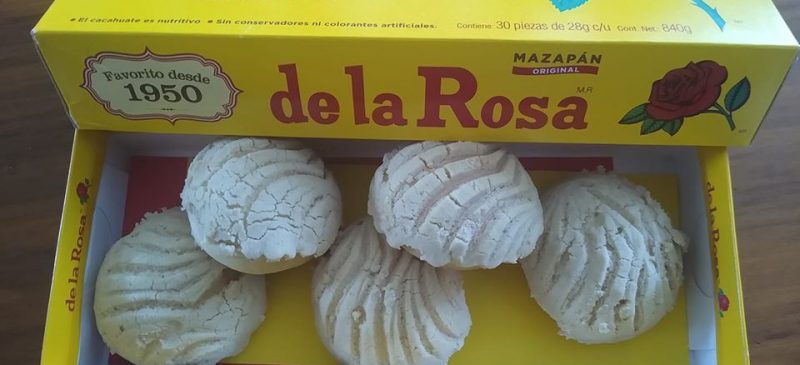 • El cacahuate es nutritivo • Sin conservadores ni colorantes artificiales.
Contiene 30 piezas de 28g c/u Cont. Net. 840g
Favorito desde
1950
de la Rosa
MAZAPÁN
ORIGINAL
M.R
de la Rosa
de la Rosa